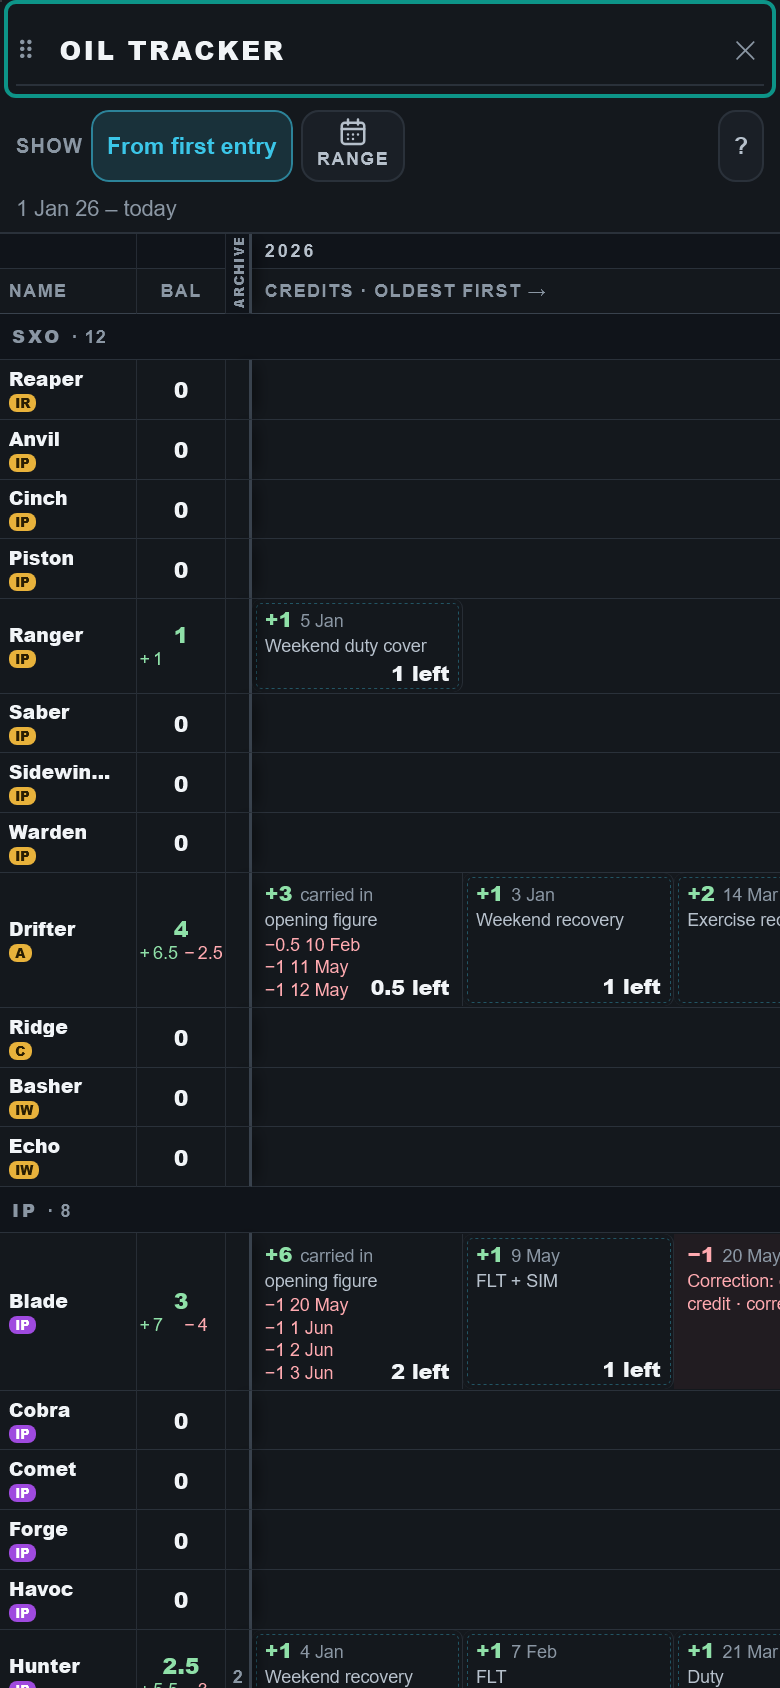 OIL TRACKER
SHOW From first entry RANGE ?
1 Jan 26 – today
ARCHIVE 2026
NAME BAL CREDITS · OLDEST FIRST →
SXO · 12
Reaper
IR 0
Anvil
IP 0
Cinch
IP 0
Piston
IP 0
Ranger
IP 1
+1
+1 5 Jan
Weekend duty cover
1 left
Saber
IP 0
Sidewin...
IP 0
Warden
IP 0
Drifter
A 4
+6.5 −2.5
+3 carried in
opening figure
−0.5 10 Feb
−1 11 May
−1 12 May 0.5 left
+1 3 Jan
Weekend recovery
1 left
+2 14 Mar
Exercise rec
Ridge
C 0
Basher
IW 0
Echo
IW 0
IP · 8
Blade
IP 3
+7 −4
+6 carried in
opening figure
−1 20 May
−1 1 Jun
−1 2 Jun
−1 3 Jun 2 left
+1 9 May
FLT + SIM
1 left
−1 20 May
Correction:
credit · corre
Cobra
IP 0
Comet
IP 0
Forge
IP 0
Havoc
IP 0
Hunter 2.5 2
+1 4 Jan
Weekend recovery
+1 7 Feb
FLT
+1 21 Mar
Duty